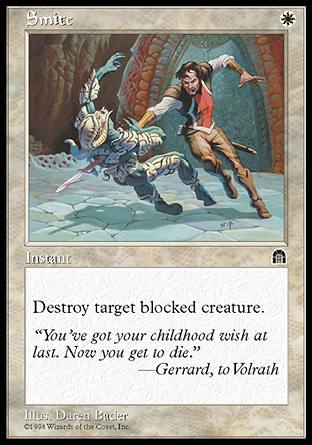 Smite
Instant
Destroy target blocked creature.
“You’ve got your childhood wish at
last. Now you get to die.”
—Gerrard, to Volrath
Illus. Daren Bader
©1998 Wizards of the Coast, Inc.